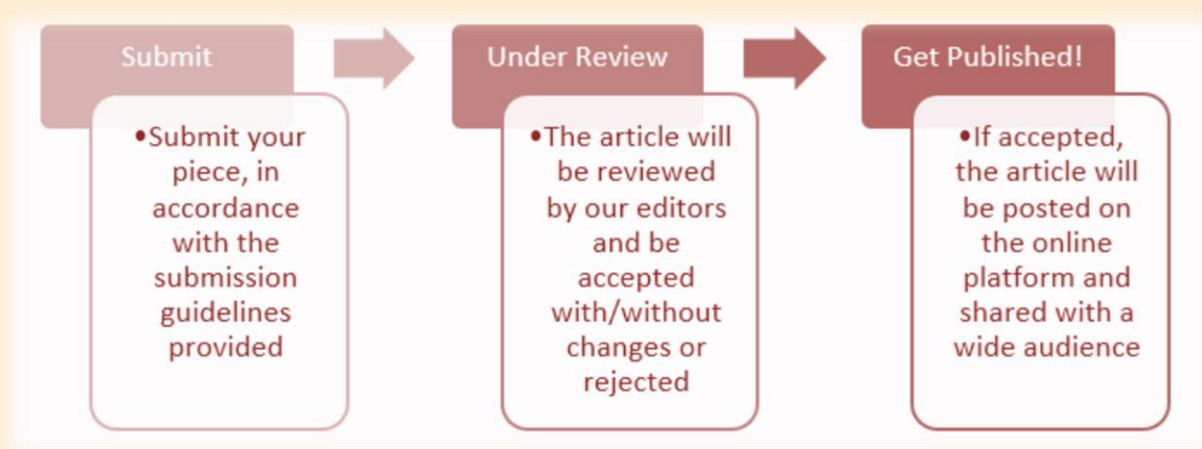 Submit
•Submit your
piece, in
accordance
with the
submission
guidelines
provided
Under Review
•The article will
be reviewed
by our editors
and be
accepted
with/without
changes or
rejected
Get Published!
•If accepted,
the article will
be posted on
the online
platform and
shared with a
wide audience